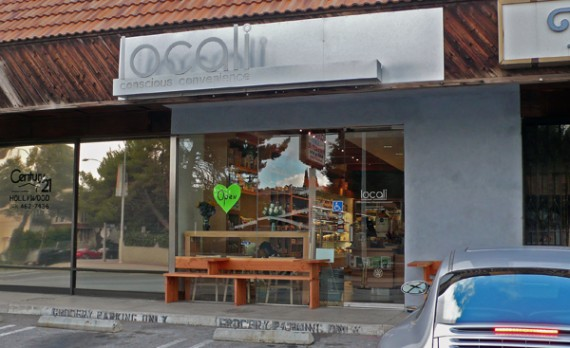 locali
conscious convenience
Century 21
HOLLYWOOD
Open
locali
GROCERY PARKING ONLY
GROCERY PARKING ONLY